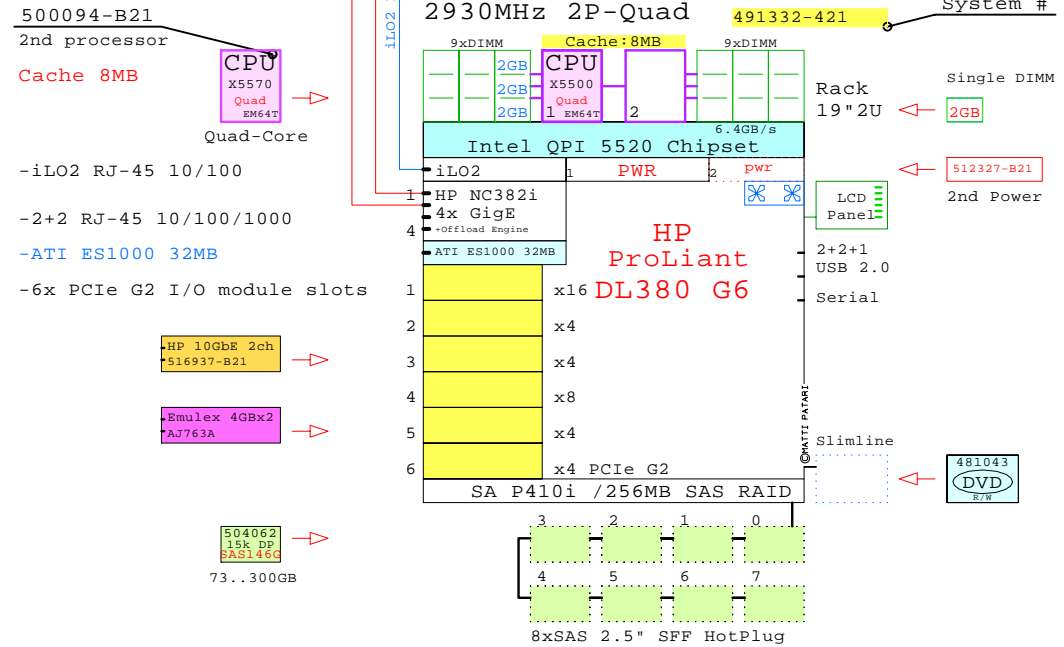 500094-B21
2nd processor
Cache 8MB
CPU
X5570
Quad
EM64T
Quad-Core
-iLO2 RJ-45 10/100
-2+2 RJ-45 10/100/1000
-ATI ES1000 32MB
-6x PCIe G2 I/O module slots
HP 10GbE 2ch
516937-B21
Emulex 4GBx2
AJ763A
504062
15k DP
SAS146G
73..300GB
iLO2
2930MHz 2P-Quad
491332-421
System #
9xDIMM
Cache:8MB
9xDIMM
2GB
2GB
2GB
CPU
X5500
Quad
1 EM64T
2
6.4GB/s
Intel QPI 5520 Chipset
iLO2
1 PWR
2 pwr
1 HP NC382i
4x GigE
4 +Offload Engine
ATI ES1000 32MB
HP
ProLiant
DL380 G6
1 x16
2 x4
3 x4
4 x8
5 x4
6 x4 PCIe G2
SA P410i /256MB SAS RAID
©MATTI PATARI
3 2 1 0
4 5 6 7
8xSAS 2.5" SFF HotPlug
Rack
19"2U
Single DIMM
2GB
512327-B21
2nd Power
LCD
Panel
2+2+1
USB 2.0
Serial
Slimline
481043
DVD
R/W